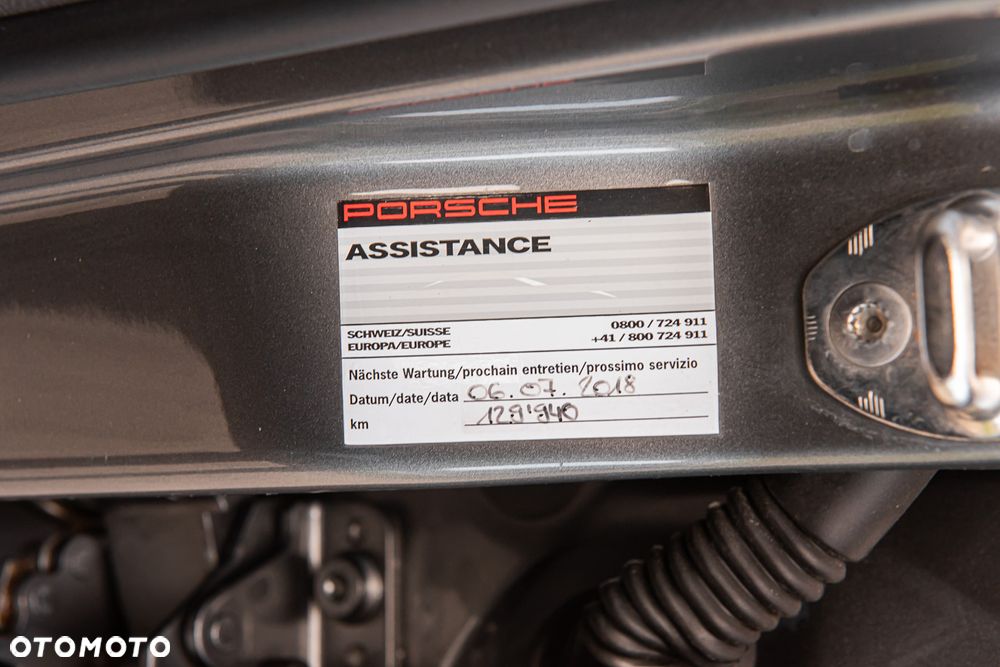 PORSCHE
ASSISTANCE
SCHWEIZ/SUISSE 0800 / 724 911
EUROPA/EUROPE +41 / 800 724 911
Nächste Wartung/prochain entretien/prossimo servizio
Datum/date/data 06.07.2018
km 129'940
OTOMOTO